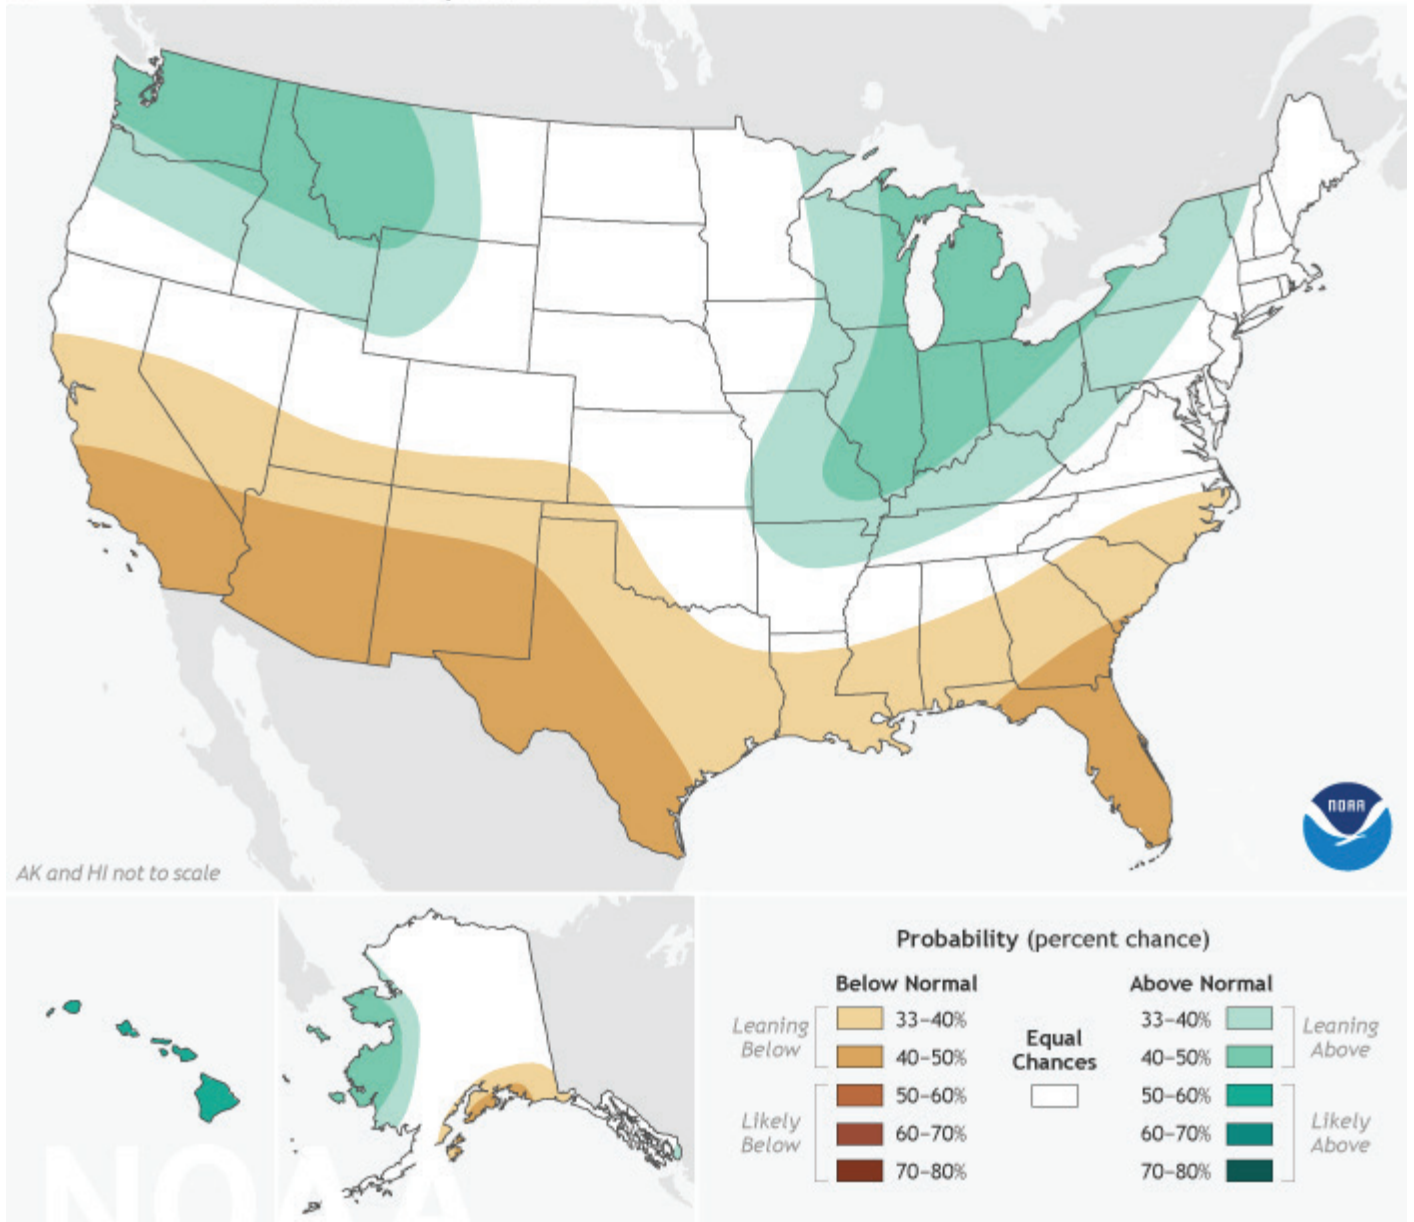 NOAA
AK and HI not to scale
NOAA
Probability (percent chance)
Below Normal
Above Normal
Leaning
Below
33–40%
40–50%
Likely
Below
50–60%
60–70%
70–80%
Equal
Chances
33–40%
40–50%
Leaning
Above
50–60%
60–70%
70–80%
Likely
Above